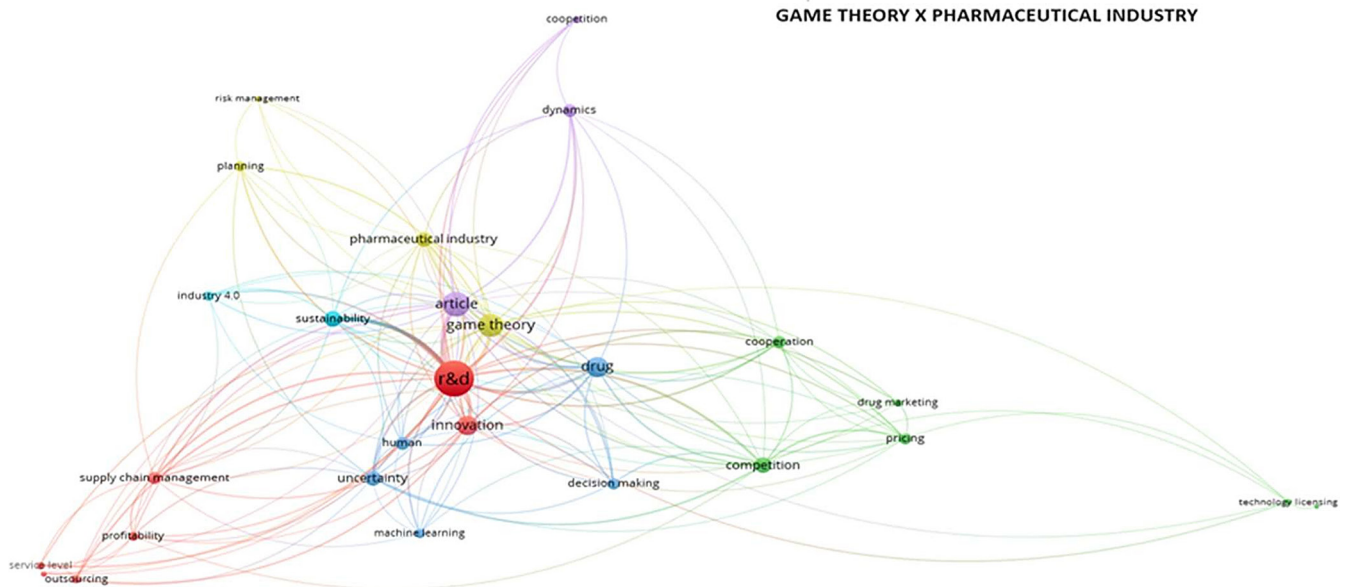 GAME THEORY X PHARMACEUTICAL INDUSTRY
coopetition
risk management
dynamics
planning
pharmaceutical industry
industry 4.0
article
sustainability
game theory
cooperation
drug
r&d
drug marketing
innovation
pricing
human
competition
supply chain management
uncertainty
decision making
technology licensing
profitability
machine learning
service level
outsourcing